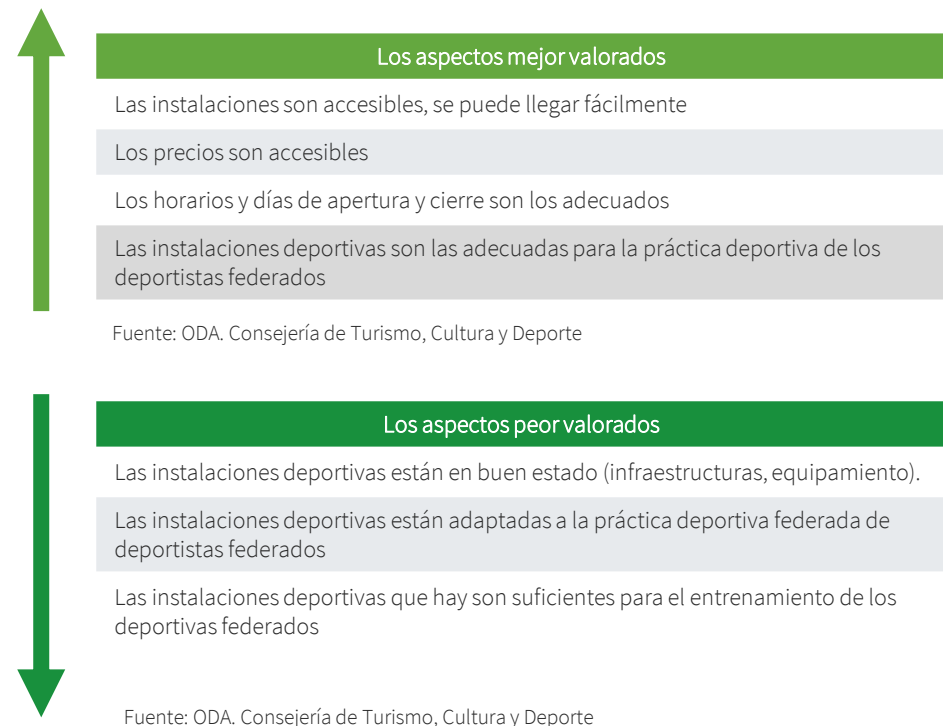 Los aspectos mejor valorados
Las instalaciones son accesibles, se puede llegar fácilmente
Los precios son accesibles
Los horarios y días de apertura y cierre son los adecuados
Las instalaciones deportivas son las adecuadas para la práctica deportiva de los
deportistas federados
Fuente: ODA. Consejería de Turismo, Cultura y Deporte
Los aspectos peor valorados
Las instalaciones deportivas están en buen estado (infraestructuras, equipamiento).
Las instalaciones deportivas están adaptadas a la práctica deportiva federada de
deportistas federados
Las instalaciones deportivas que hay son suficientes para el entrenamiento de los
deportivas federados
Fuente: ODA. Consejería de Turismo, Cultura y Deporte